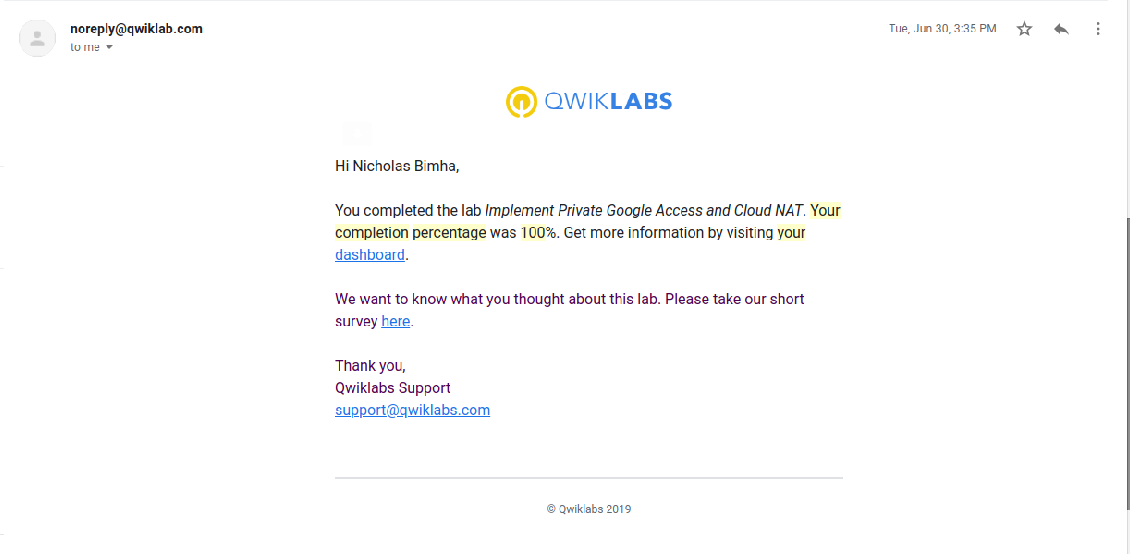 noreply@qwiklab.com
Tue, Jun 30, 3:35 PM
to me
QWIKLABS
Hi Nicholas Bimha,
You completed the lab Implement Private Google Access and Cloud NAT. Your
completion percentage was 100%. Get more information by visiting your
dashboard.
We want to know what you thought about this lab. Please take our short
survey here.
Thank you,
Qwiklabs Support
support@qwiklabs.com
© Qwiklabs 2019